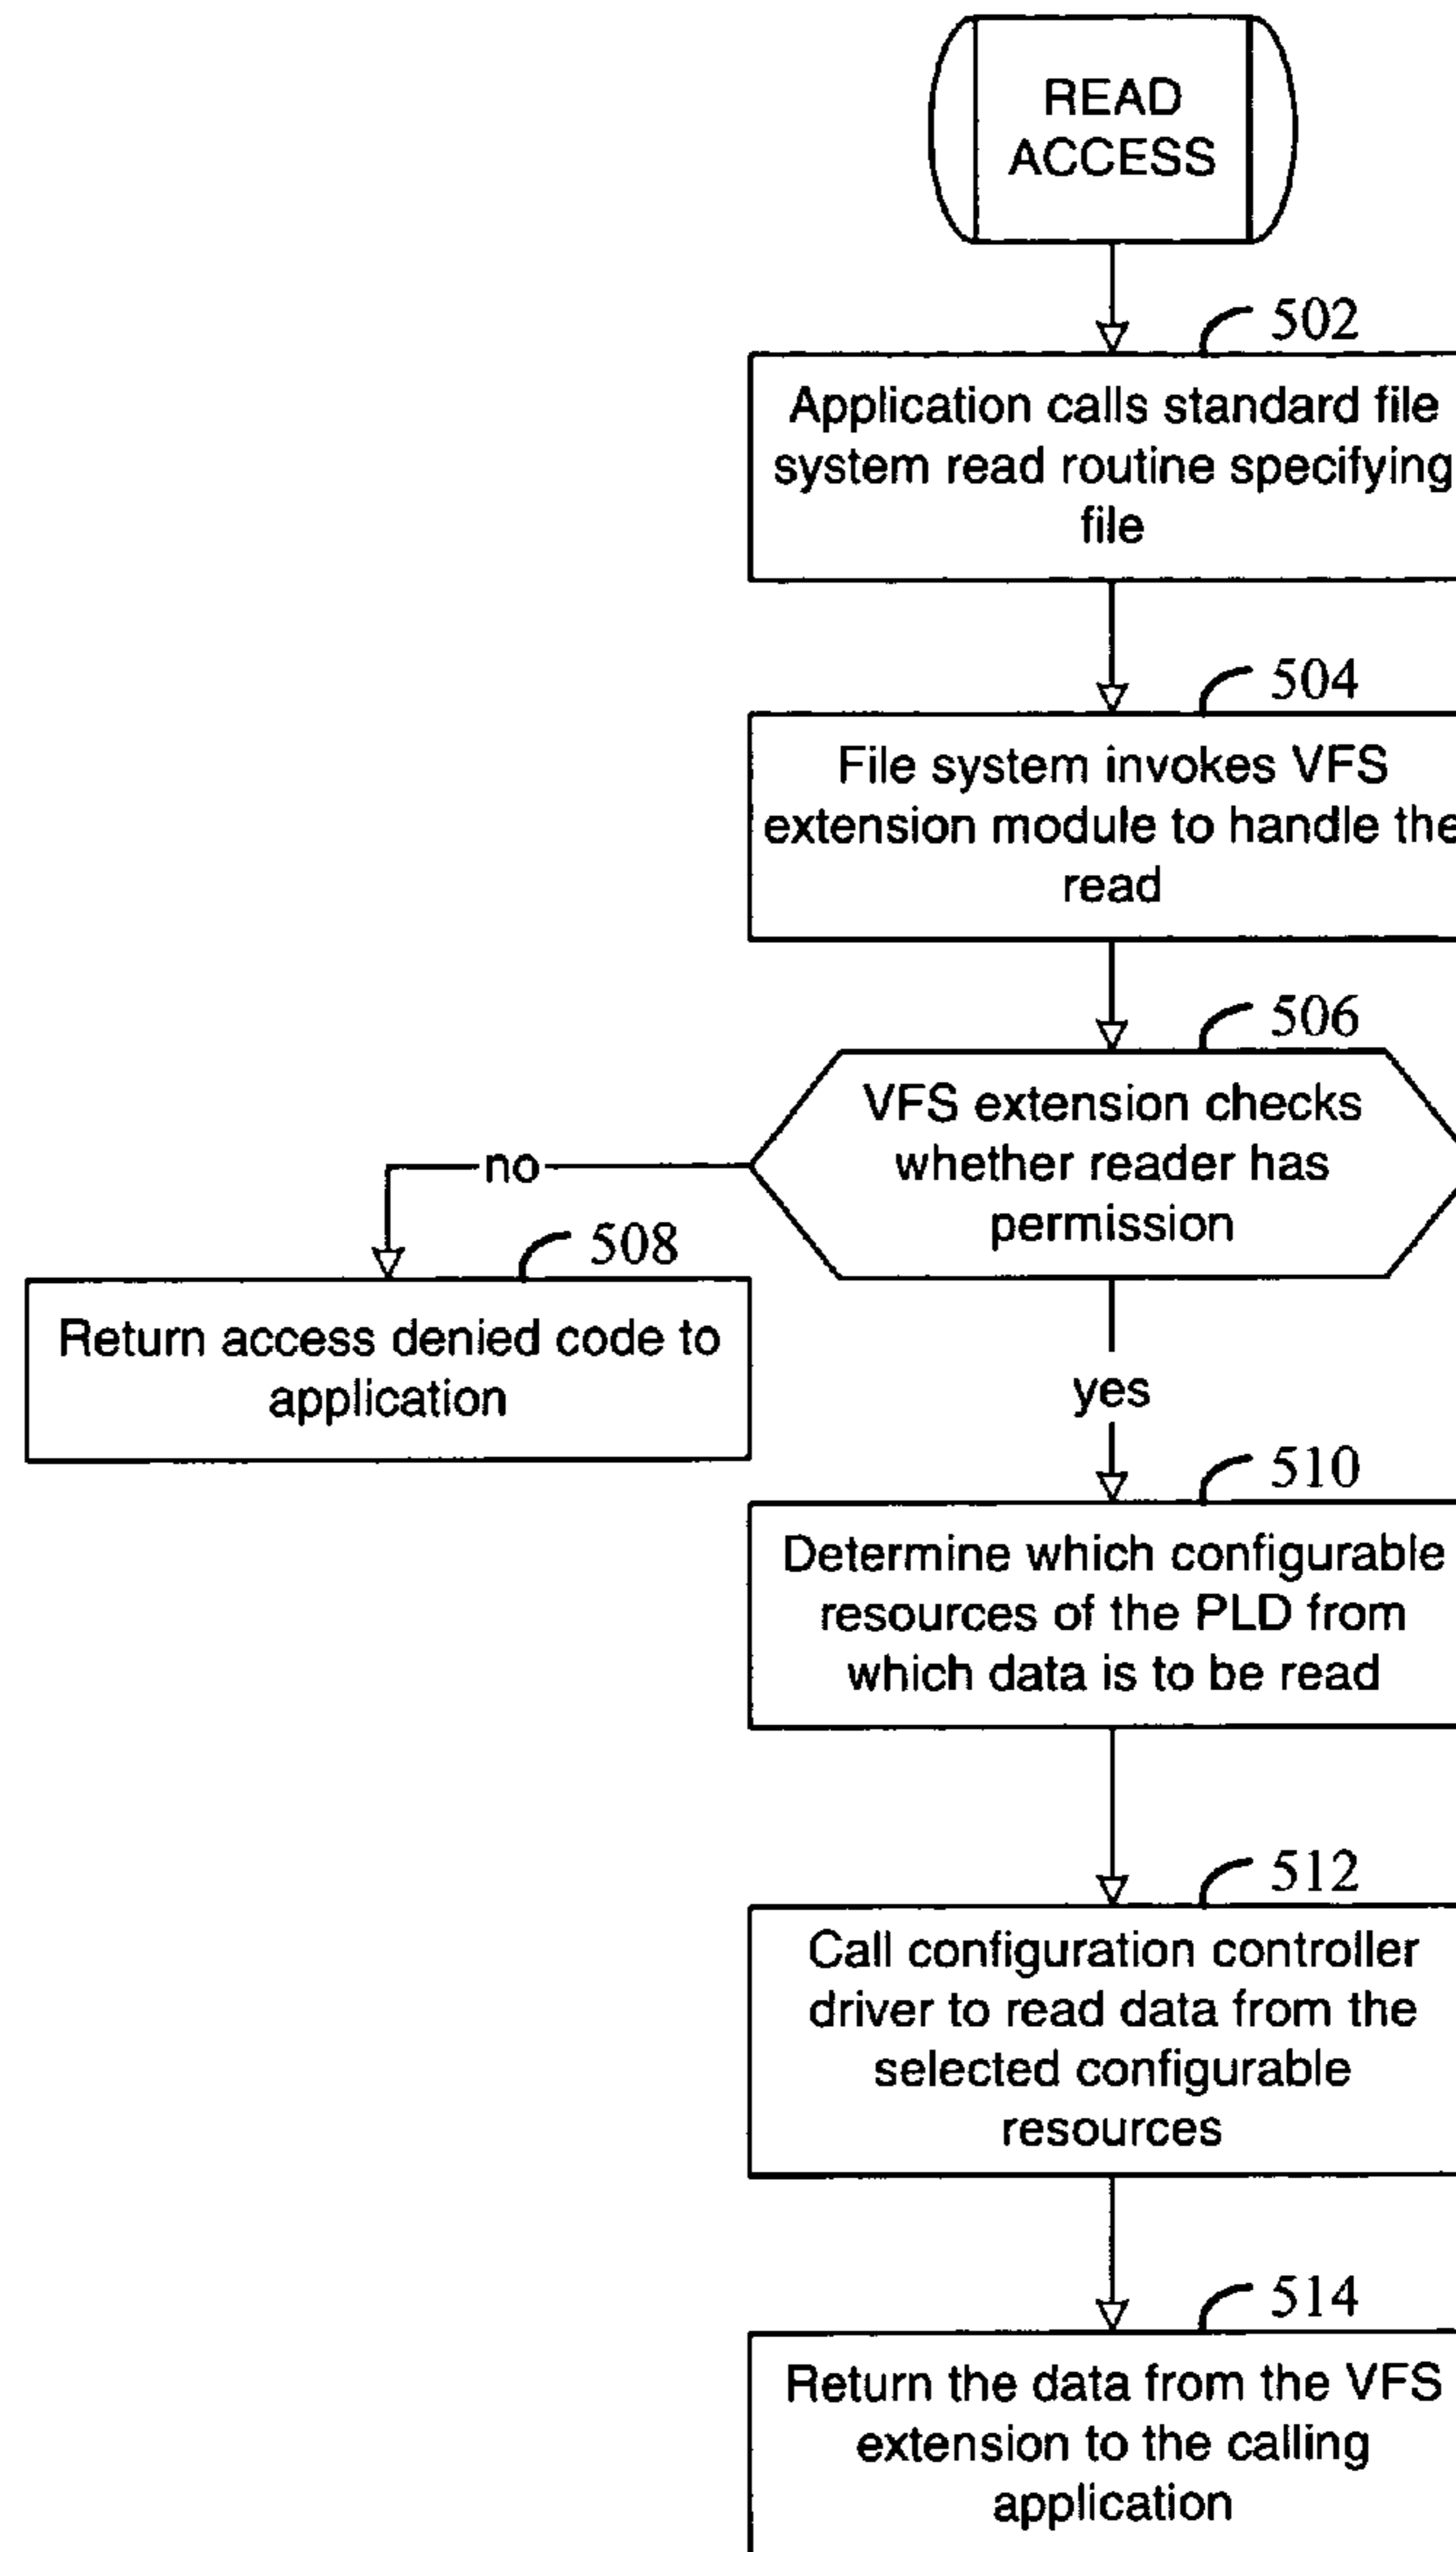 READ
ACCESS
502
Application calls standard file
system read routine specifying
file
504
File system invokes VFS
extension module to handle the
read
506
VFS extension checks
whether reader has
permission
no
508
Return access denied code to
application
yes
510
Determine which configurable
resources of the PLD from
which data is to be read
512
Call configuration controller
driver to read data from the
selected configurable
resources
514
Return the data from the VFS
extension to the calling
application